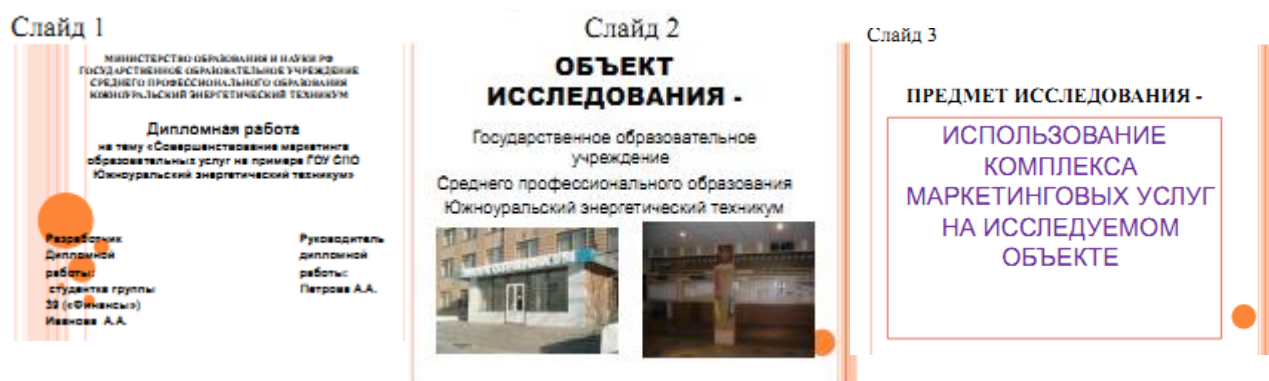 Слайд 1
МИНИСТЕРСТВО ОБРАЗОВАНИЯ И НАУКИ РФ
ГОСУДАРСТВЕННОЕ ОБРАЗОВАТЕЛЬНОЕ УЧРЕЖДЕНИЕ
СРЕДНЕГО ПРОФЕССИОНАЛЬНОГО ОБРАЗОВАНИЯ
ЮЖНОУРАЛЬСКИЙ ЭНЕРГЕТИЧЕСКИЙ ТЕХНИКУМ
Дипломная работа
на тему «Совершенствование маркетинга
образовательных услуг на примере ГОУ СПО
Южноуральский энергетический техникум»
Разработчик
Дипломной
работы:
студентка группы
39 («Финансы»)
Иванова А.А.
Руководитель
дипломной
работы:
Петрова А.А.
Слайд 2
ОБЪЕКТ
ИССЛЕДОВАНИЯ -
Государственное образовательное
учреждение
Среднего профессионального образования
Южноуральский энергетический техникум
Слайд 3
ПРЕДМЕТ ИССЛЕДОВАНИЯ -
ИСПОЛЬЗОВАНИЕ
КОМПЛЕКСА
МАРКЕТИНГОВЫХ УСЛУГ
НА ИССЛЕДУЕМОМ
ОБЪЕКТЕ